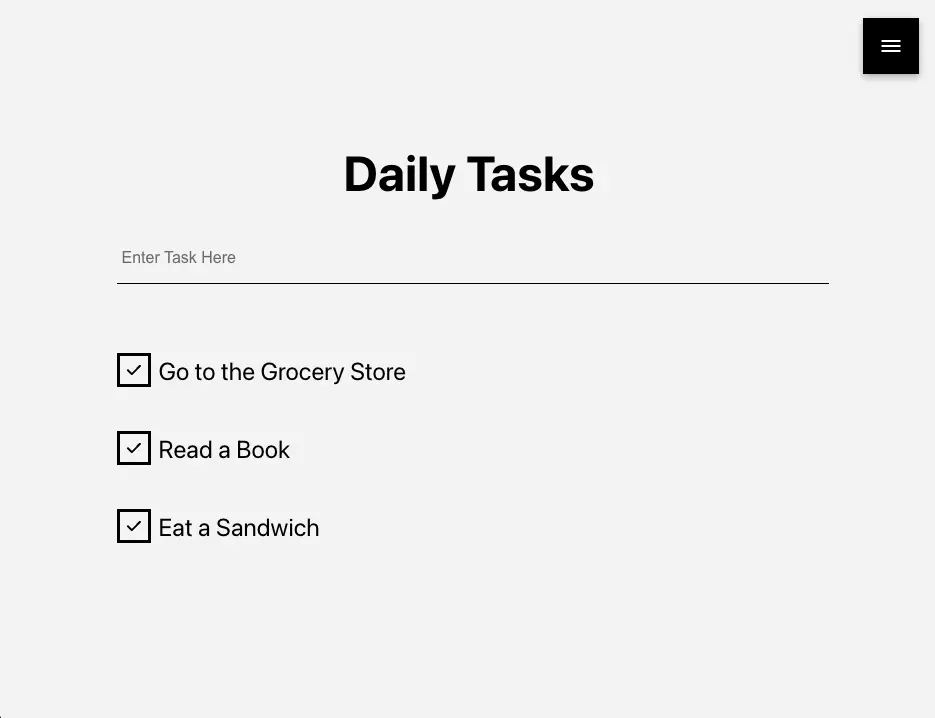 Daily Tasks
Enter Task Here
Go to the Grocery Store
Read a Book
Eat a Sandwich